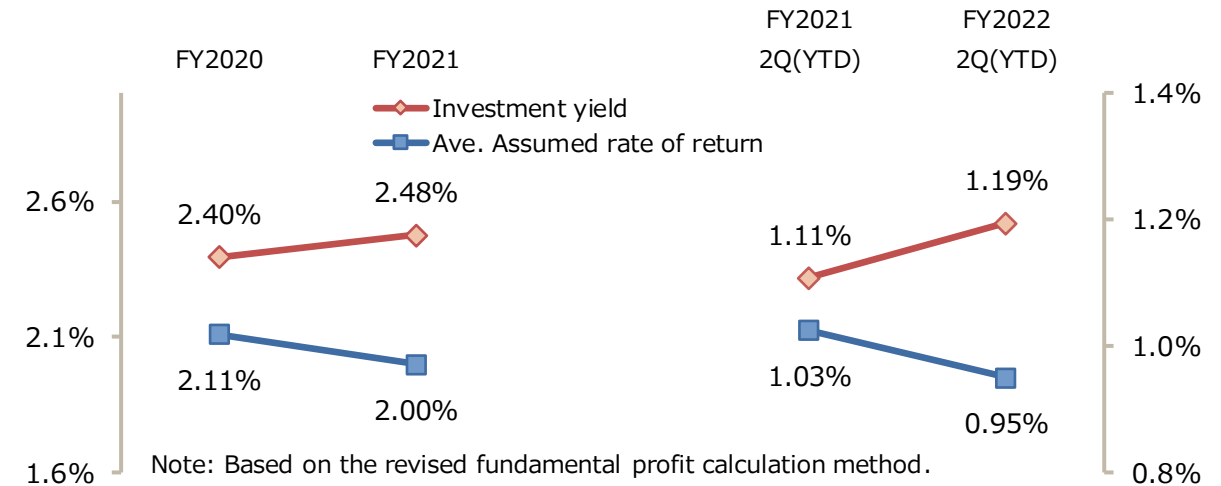 FY2020
FY2021
FY2021
2Q(YTD)
FY2022
2Q(YTD)
Investment yield
Ave. Assumed rate of return
2.6%
2.1%
1.6%
2.40%
2.48%
2.11%
2.00%
1.11%
1.19%
1.03%
0.95%
1.4%
1.2%
1.0%
0.8%
Note: Based on the revised fundamental profit calculation method.